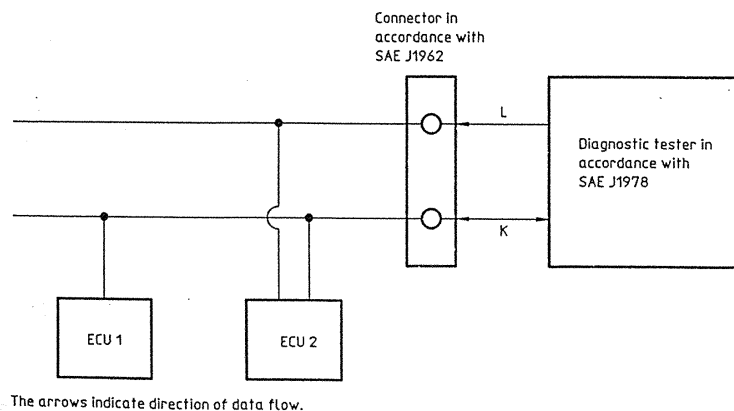 Connector in
accordance with
SAE J1962
L
Diagnostic tester in
accordance with
SAE J1978
K
ECU 1
ECU 2
The arrows indicate direction of data flow.